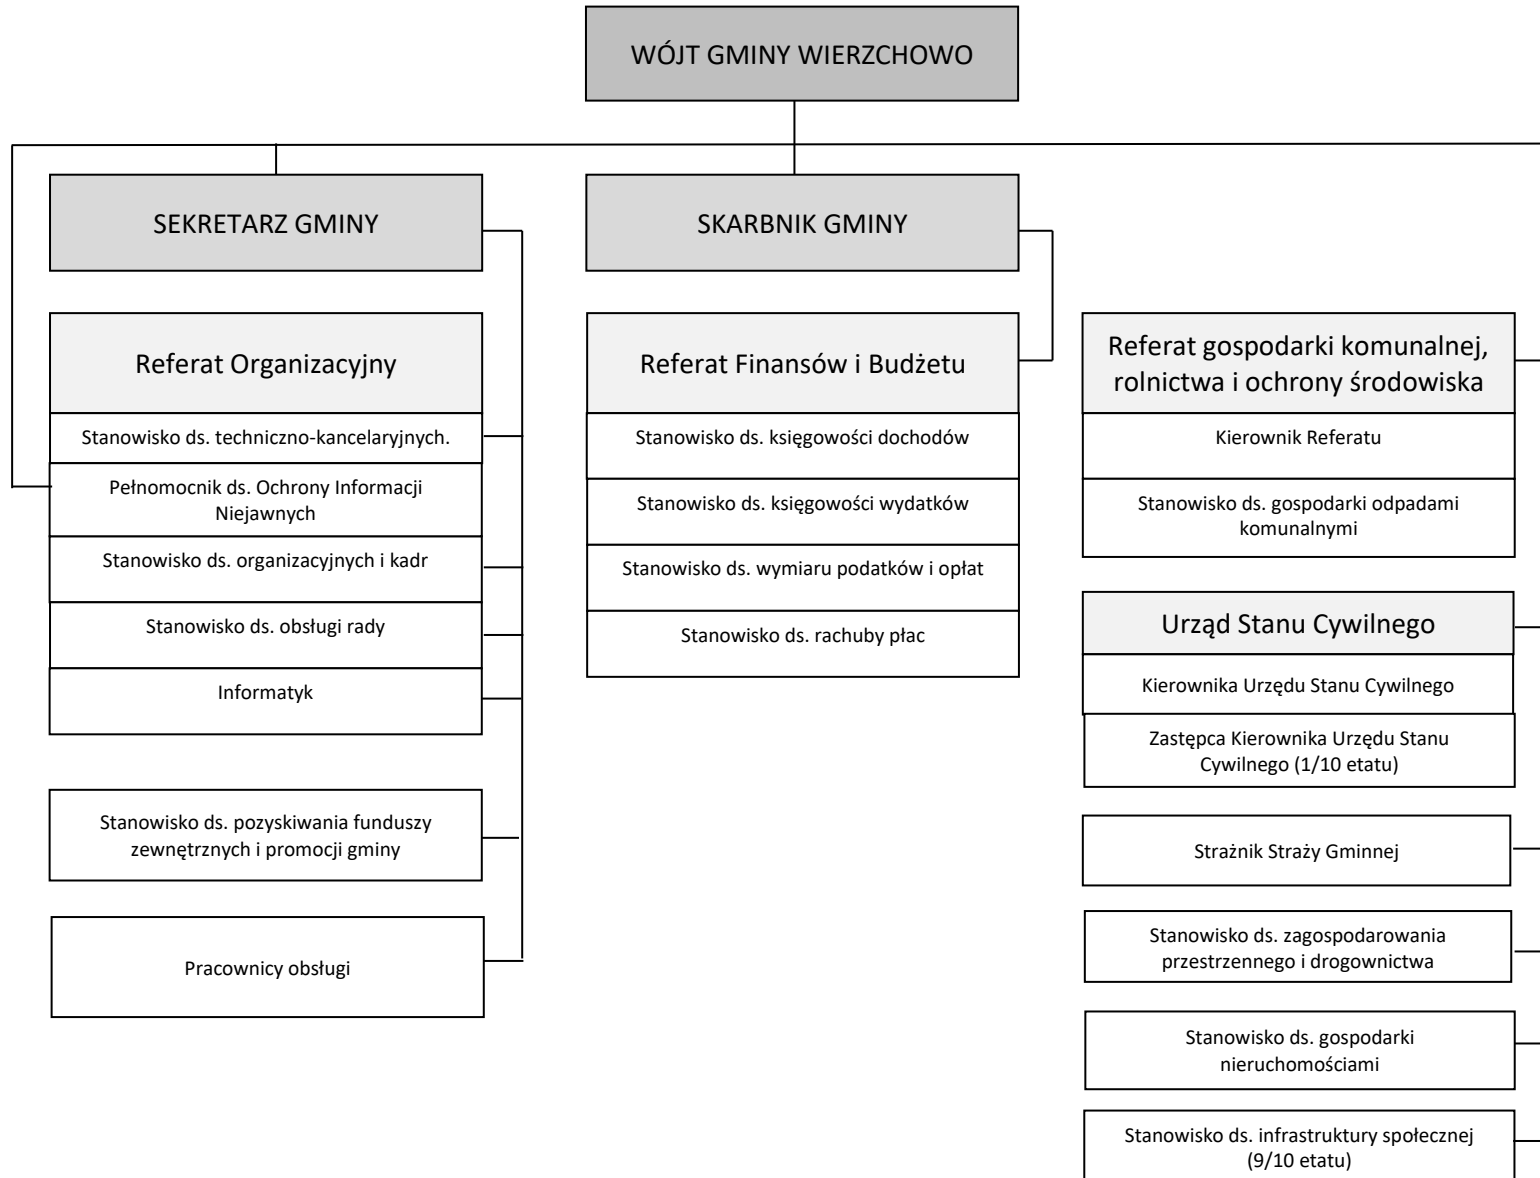 WÓJT GMINY WIERZCHOWO
SEKRETARZ GMINY
SKARBNIK GMINY
Referat Organizacyjny
Stanowisko ds. techniczno-kancelaryjnych.
Pełnomocnik ds. Ochrony Informacji
Niejawnych
Stanowisko ds. organizacyjnych i kadr
Stanowisko ds. obsługi rady
Informatyk
Stanowisko ds. pozyskiwania funduszy
zewnętrznych i promocji gminy
Pracownicy obsługi
Referat Finansów i Budżetu
Stanowisko ds. księgowości dochodów
Stanowisko ds. księgowości wydatków
Stanowisko ds. wymiaru podatków i opłat
Stanowisko ds. rachuby płac
Referat gospodarki komunalnej,
rolnictwa i ochrony środowiska
Kierownik Referatu
Stanowisko ds. gospodarki odpadami
komunalnymi
Urząd Stanu Cywilnego
Kierownika Urzędu Stanu Cywilnego
Zastępca Kierownika Urzędu Stanu
Cywilnego (1/10 etatu)
Strażnik Straży Gminnej
Stanowisko ds. zagospodarowania
przestrzennego i drogownictwa
Stanowisko ds. gospodarki
nieruchomościami
Stanowisko ds. infrastruktury społecznej
(9/10 etatu)